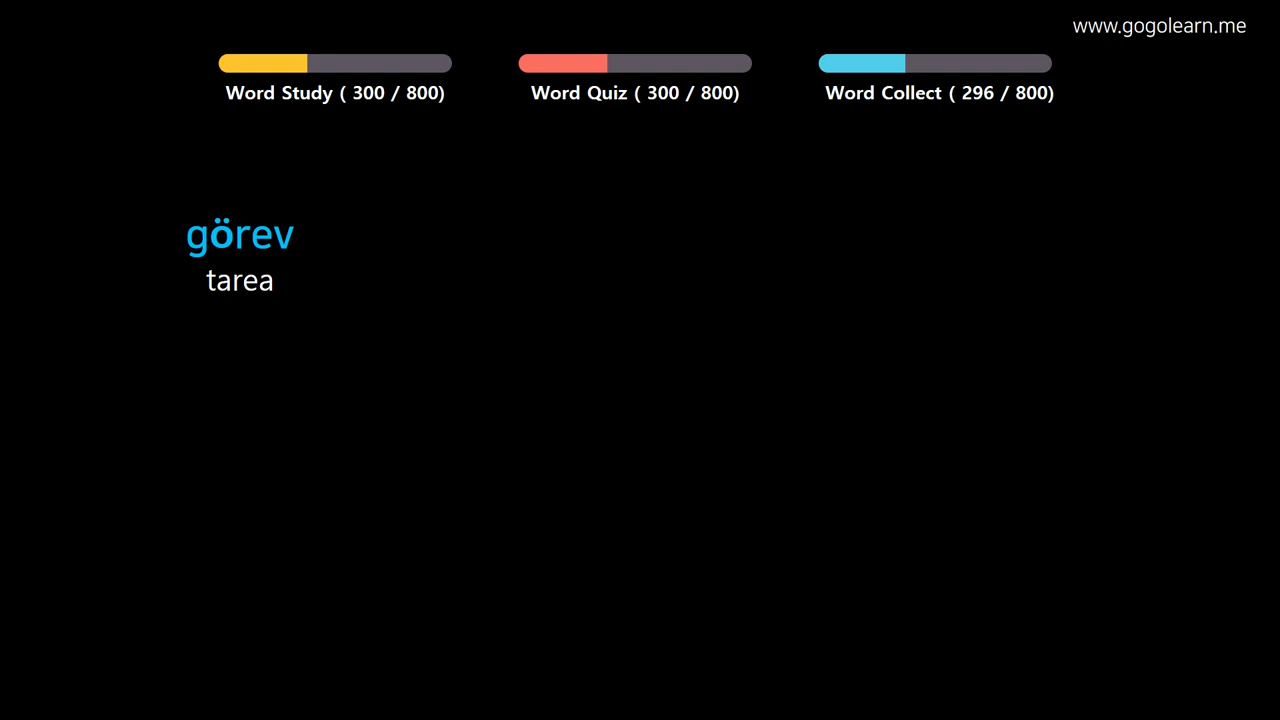 www.gogolearn.me
Word Study ( 300 / 800)
Word Quiz ( 300 / 800)
Word Collect ( 296 / 800)
görev
tarea